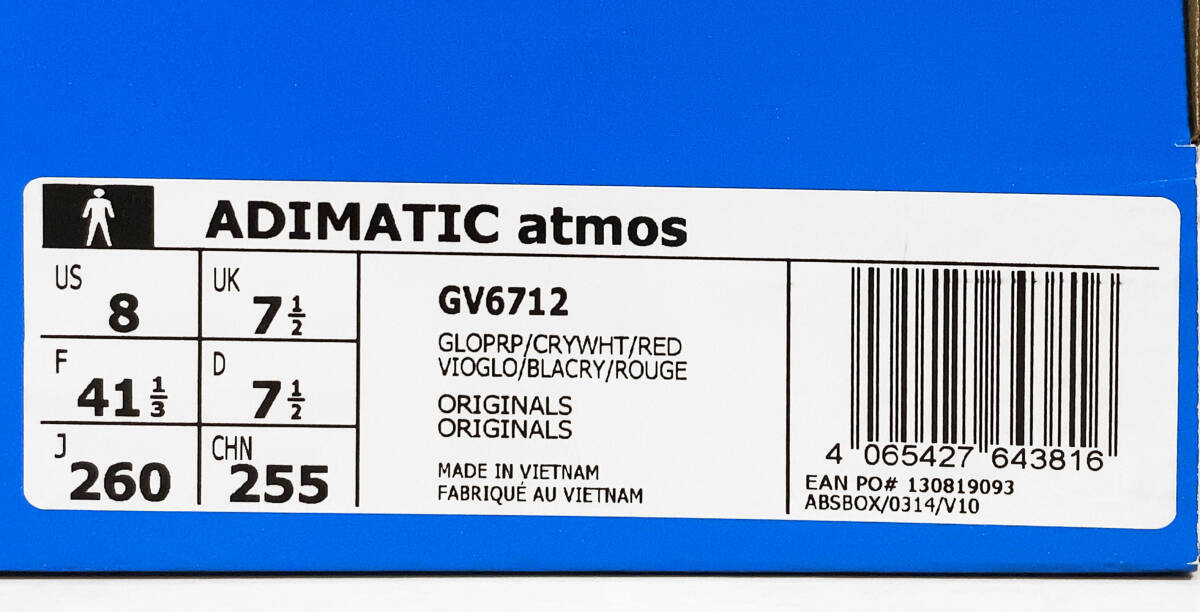 ADIMATIC atmos
US 8
UK 7 1/2
F 41 1/3
D 7 1/2
J 260
CHN 255
GV6712
GLOPRP/CRYWHT/RED
VIOGLO/BLACRY/ROUGE
ORIGINALS
ORIGINALS
MADE IN VIETNAM
FABRIQUÉ AU VIETNAM
4 065427 643816
EAN PO# 130819093
ABSBOX/0314/V10